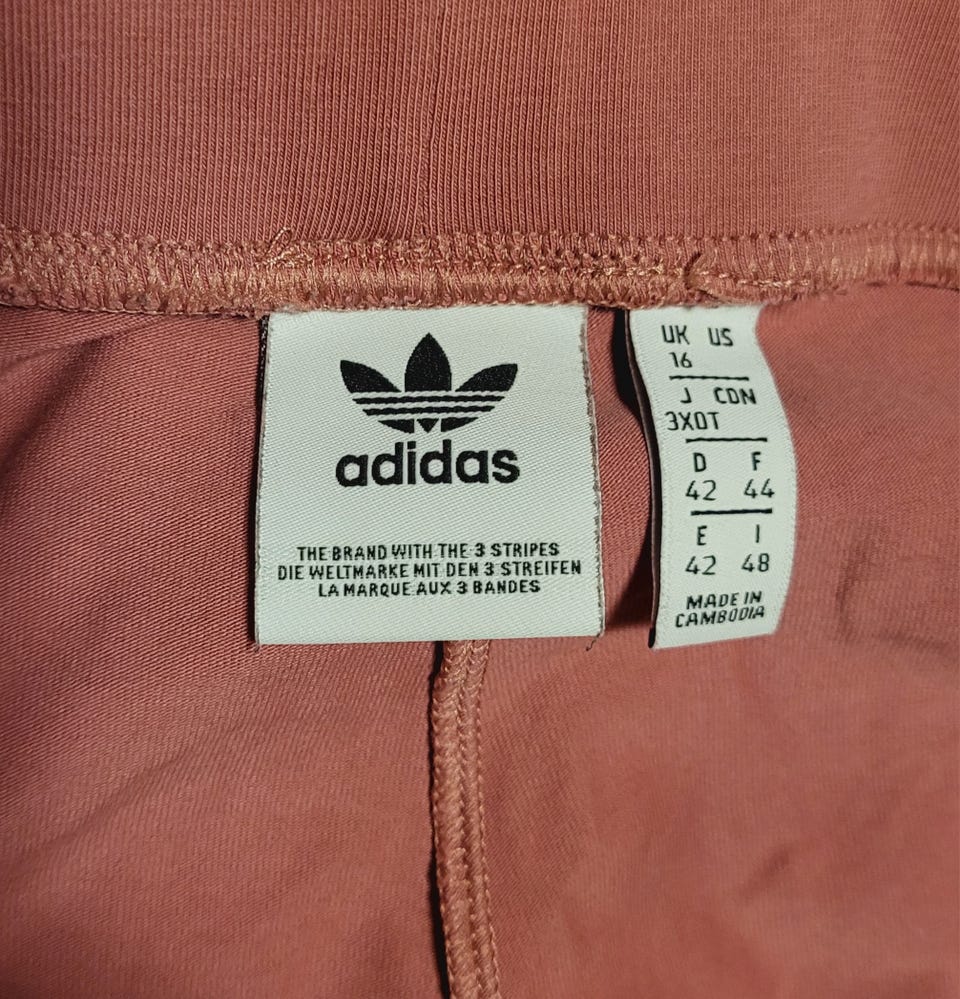 adidas
THE BRAND WITH THE 3 STRIPES
DIE WELTMARKE MIT DEN 3 STREIFEN
LA MARQUE AUX 3 BANDES
UK US
16
J CDN
3XOT
D F
42 44
E I
42 48
MADE IN
CAMBODIA